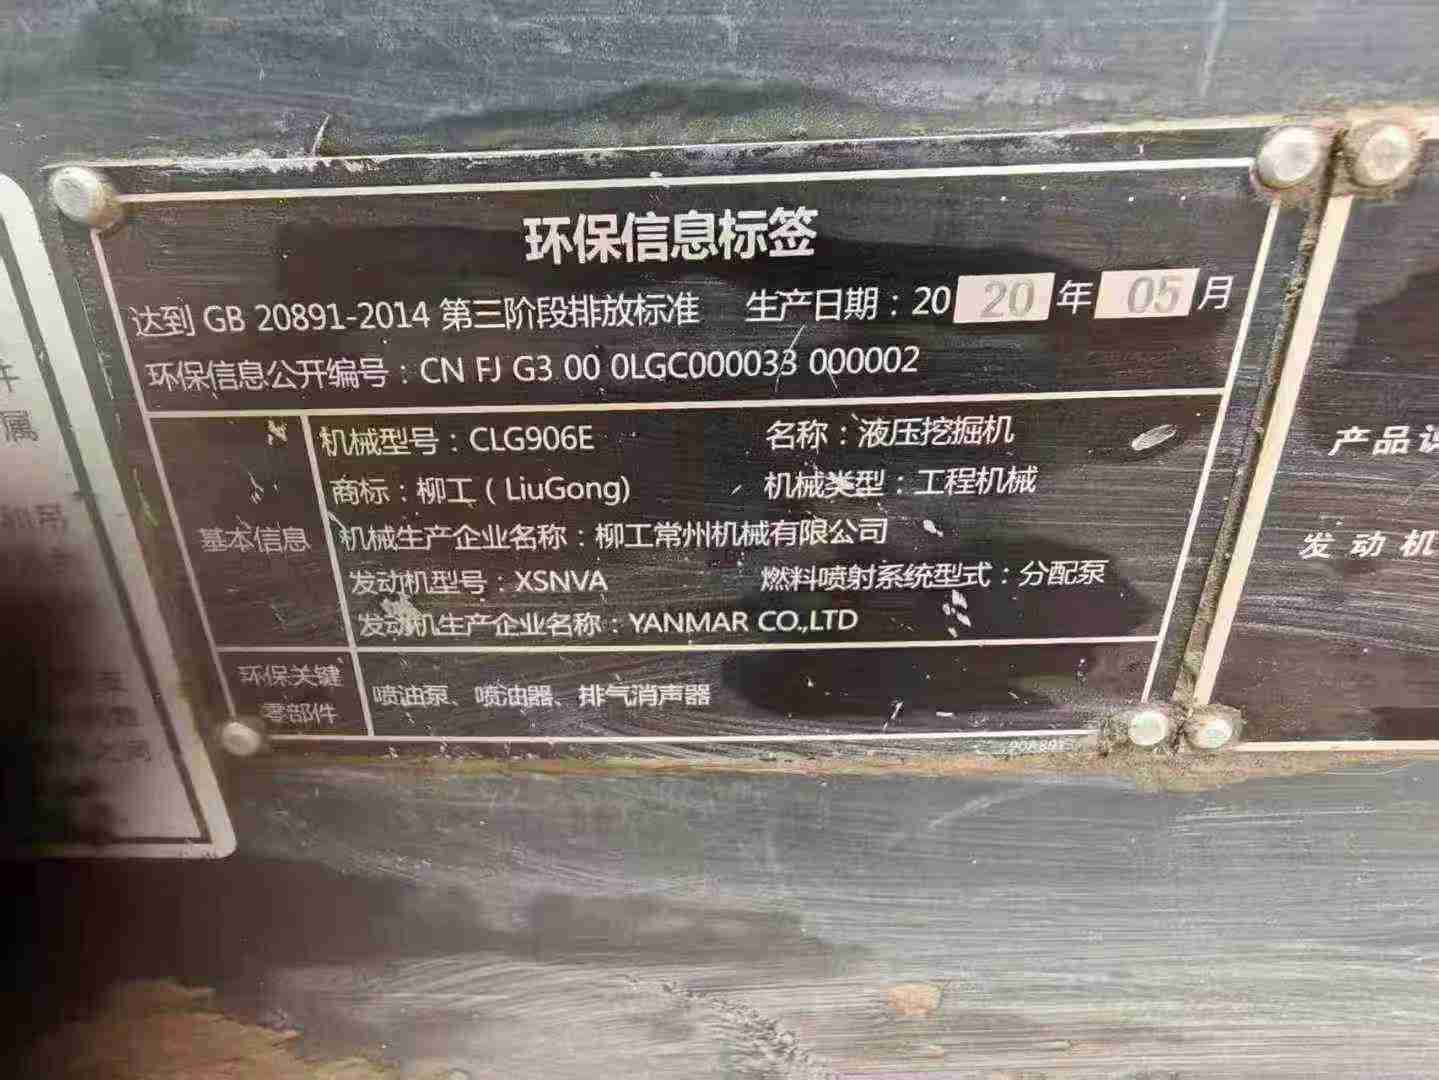 环保信息标签
达到 GB 20891-2014 第三阶段排放标准 生产日期：2020年05月
环保信息公开编号：CN FJ G3 00 0LGC000033 000002
基本信息
机械型号：CLG906E 名称：液压挖掘机
商标：柳工（LiuGong） 机械类型：工程机械
机械生产企业名称：柳工常州机械有限公司
发动机型号：XSNVA 燃料喷射系统型式：分配泵
发动机生产企业名称：YANMAR CO.,LTD
环保关键
零部件
喷油泵、喷油器、排气消声器
属
产品
发动机